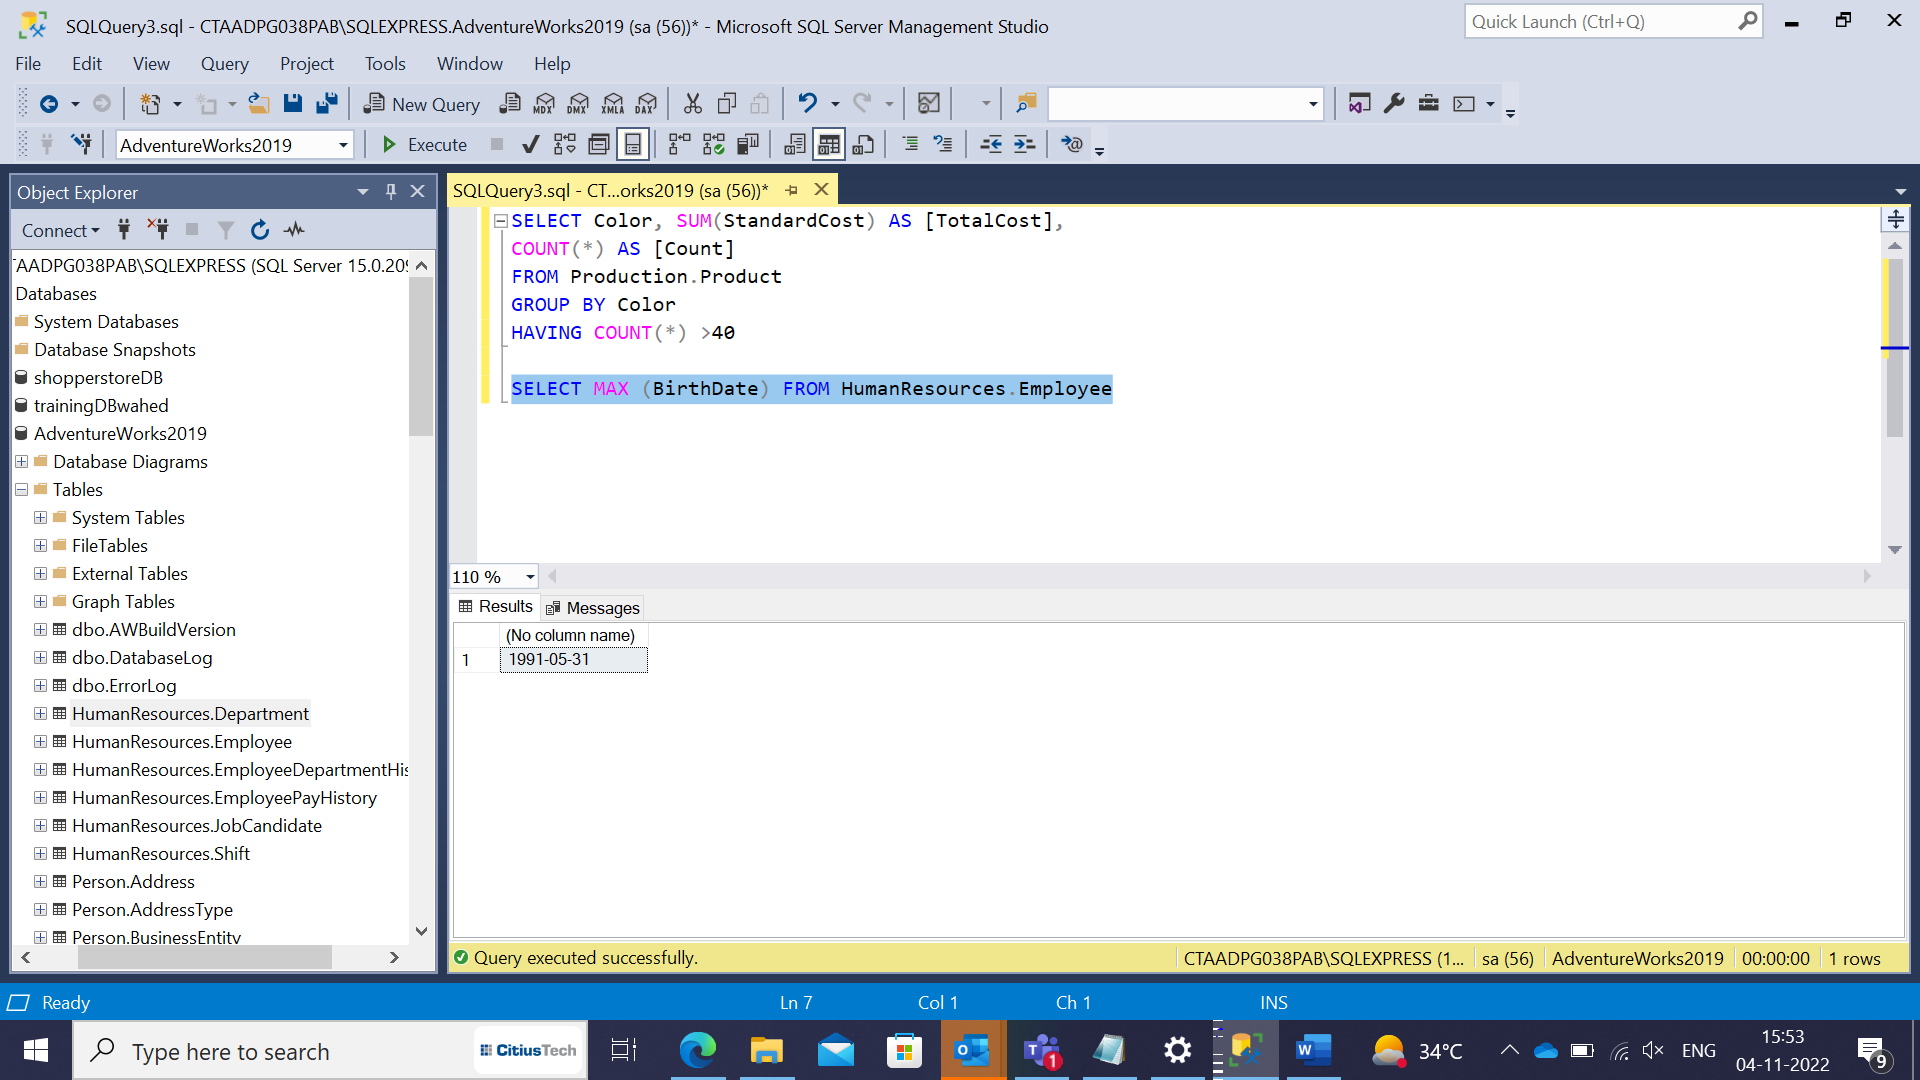 SQLQuery3.sql - CTAADPG038PAB\SQLEXPRESS.AdventureWorks2019 (sa (56))* - Microsoft SQL Server Management Studio
Quick Launch (Ctrl+Q)
File Edit View Query Project Tools Window Help
New Query MDX DMX XMLA DAX
AdventureWorks2019 Execute
Object Explorer
Connect
AADPG038PAB\SQLEXPRESS (SQL Server 15.0.209
Databases
System Databases
Database Snapshots
shopperstoreDB
trainingDBwahed
AdventureWorks2019
Database Diagrams
Tables
System Tables
FileTables
External Tables
Graph Tables
dbo.AWBuildVersion
dbo.DatabaseLog
dbo.ErrorLog
HumanResources.Department
HumanResources.Employee
HumanResources.EmployeeDepartmentHis
HumanResources.EmployeePayHistory
HumanResources.JobCandidate
HumanResources.Shift
Person.Address
Person.AddressType
Person.BusinessEntity
SQLQuery3.sql - CT...orks2019 (sa (56))*
SELECT Color, SUM(StandardCost) AS [TotalCost],
COUNT(*) AS [Count]
FROM Production.Product
GROUP BY Color
HAVING COUNT(*) >40
SELECT MAX (BirthDate) FROM HumanResources.Employee
110 %
Results Messages
(No column name)
1 1991-05-31
Query executed successfully. CTAADPG038PAB\SQLEXPRESS (1... sa (56) AdventureWorks2019 00:00:00 1 rows
Ready Ln 7 Col 1 Ch 1 INS
Type here to search CitiusTech 1 34°C ENG 15:53
04-11-2022 9